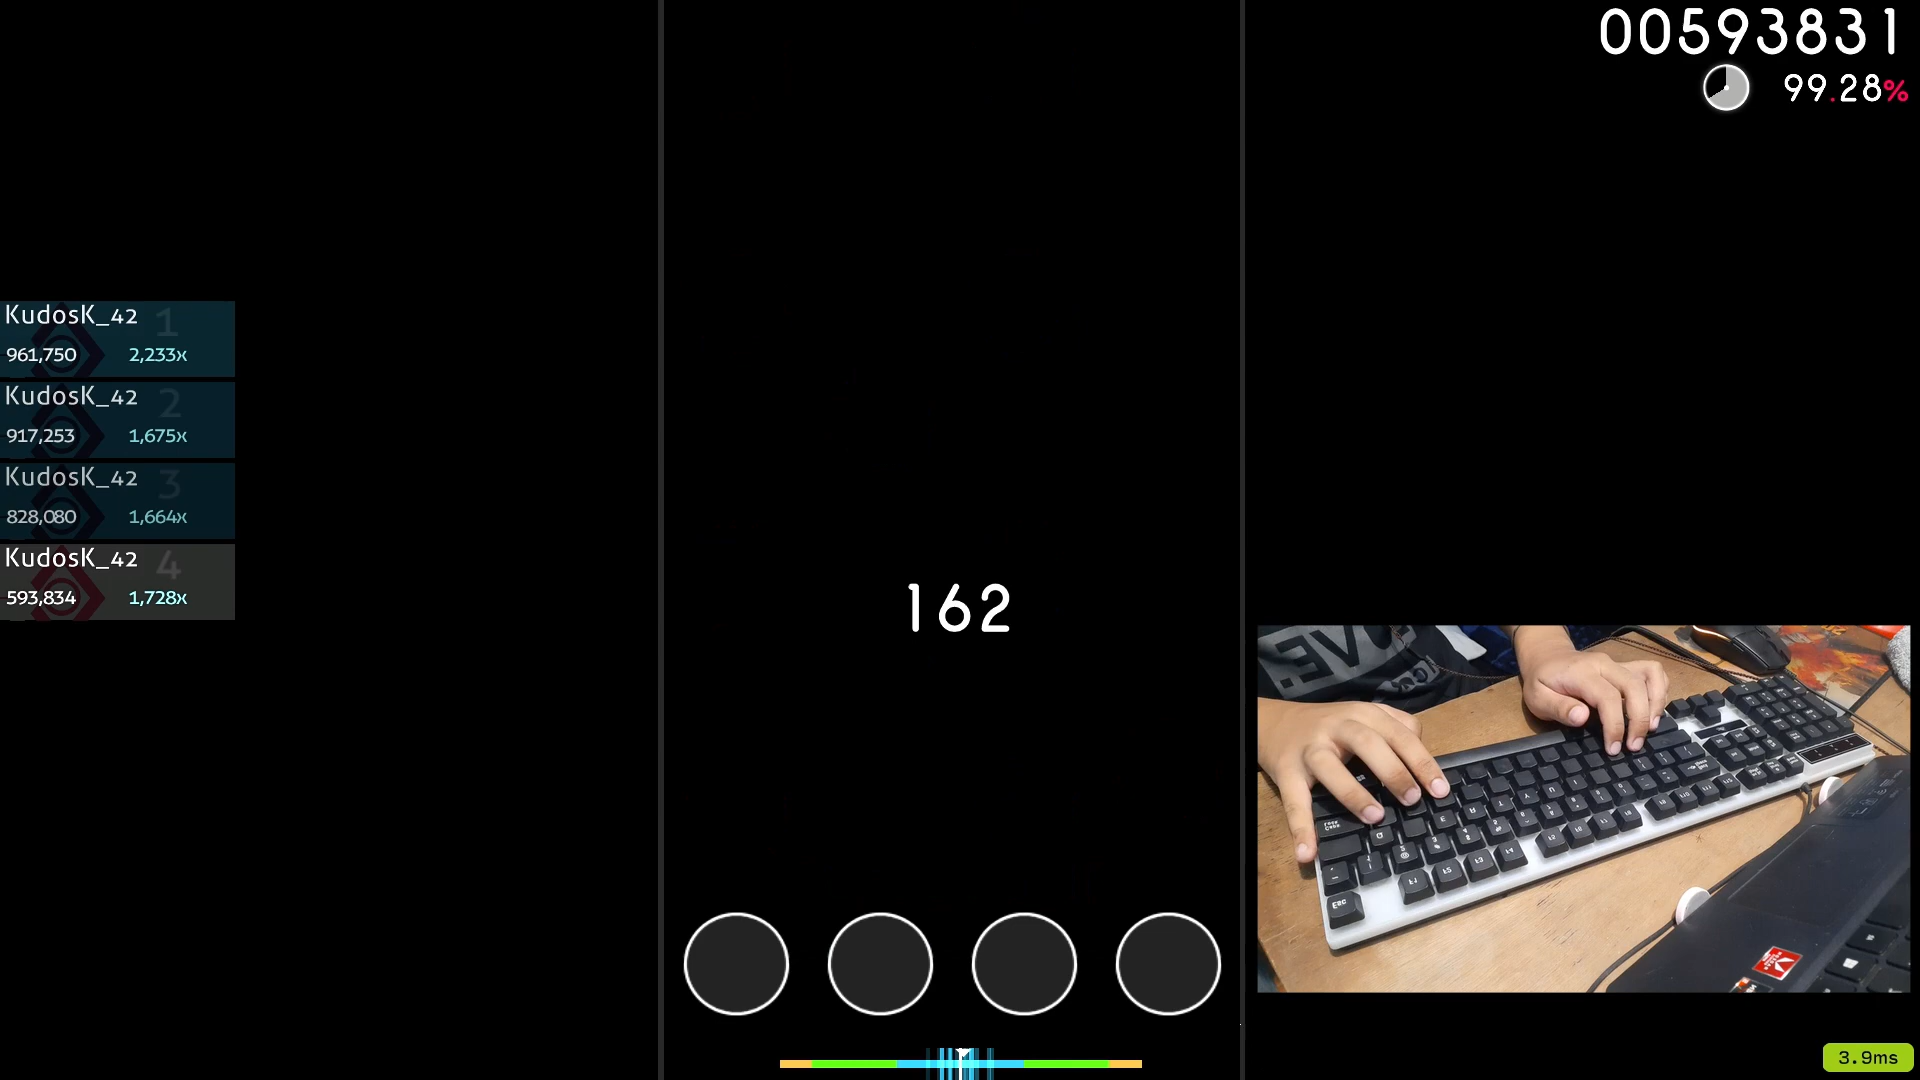 00593831
99.28%
KudosK_42
1
961,750
2,233x
KudosK_42
2
917,253
1,675x
KudosK_42
3
828,080
1,664x
KudosK_42
4
593,834
1,728x
162
Esc
3.9ms